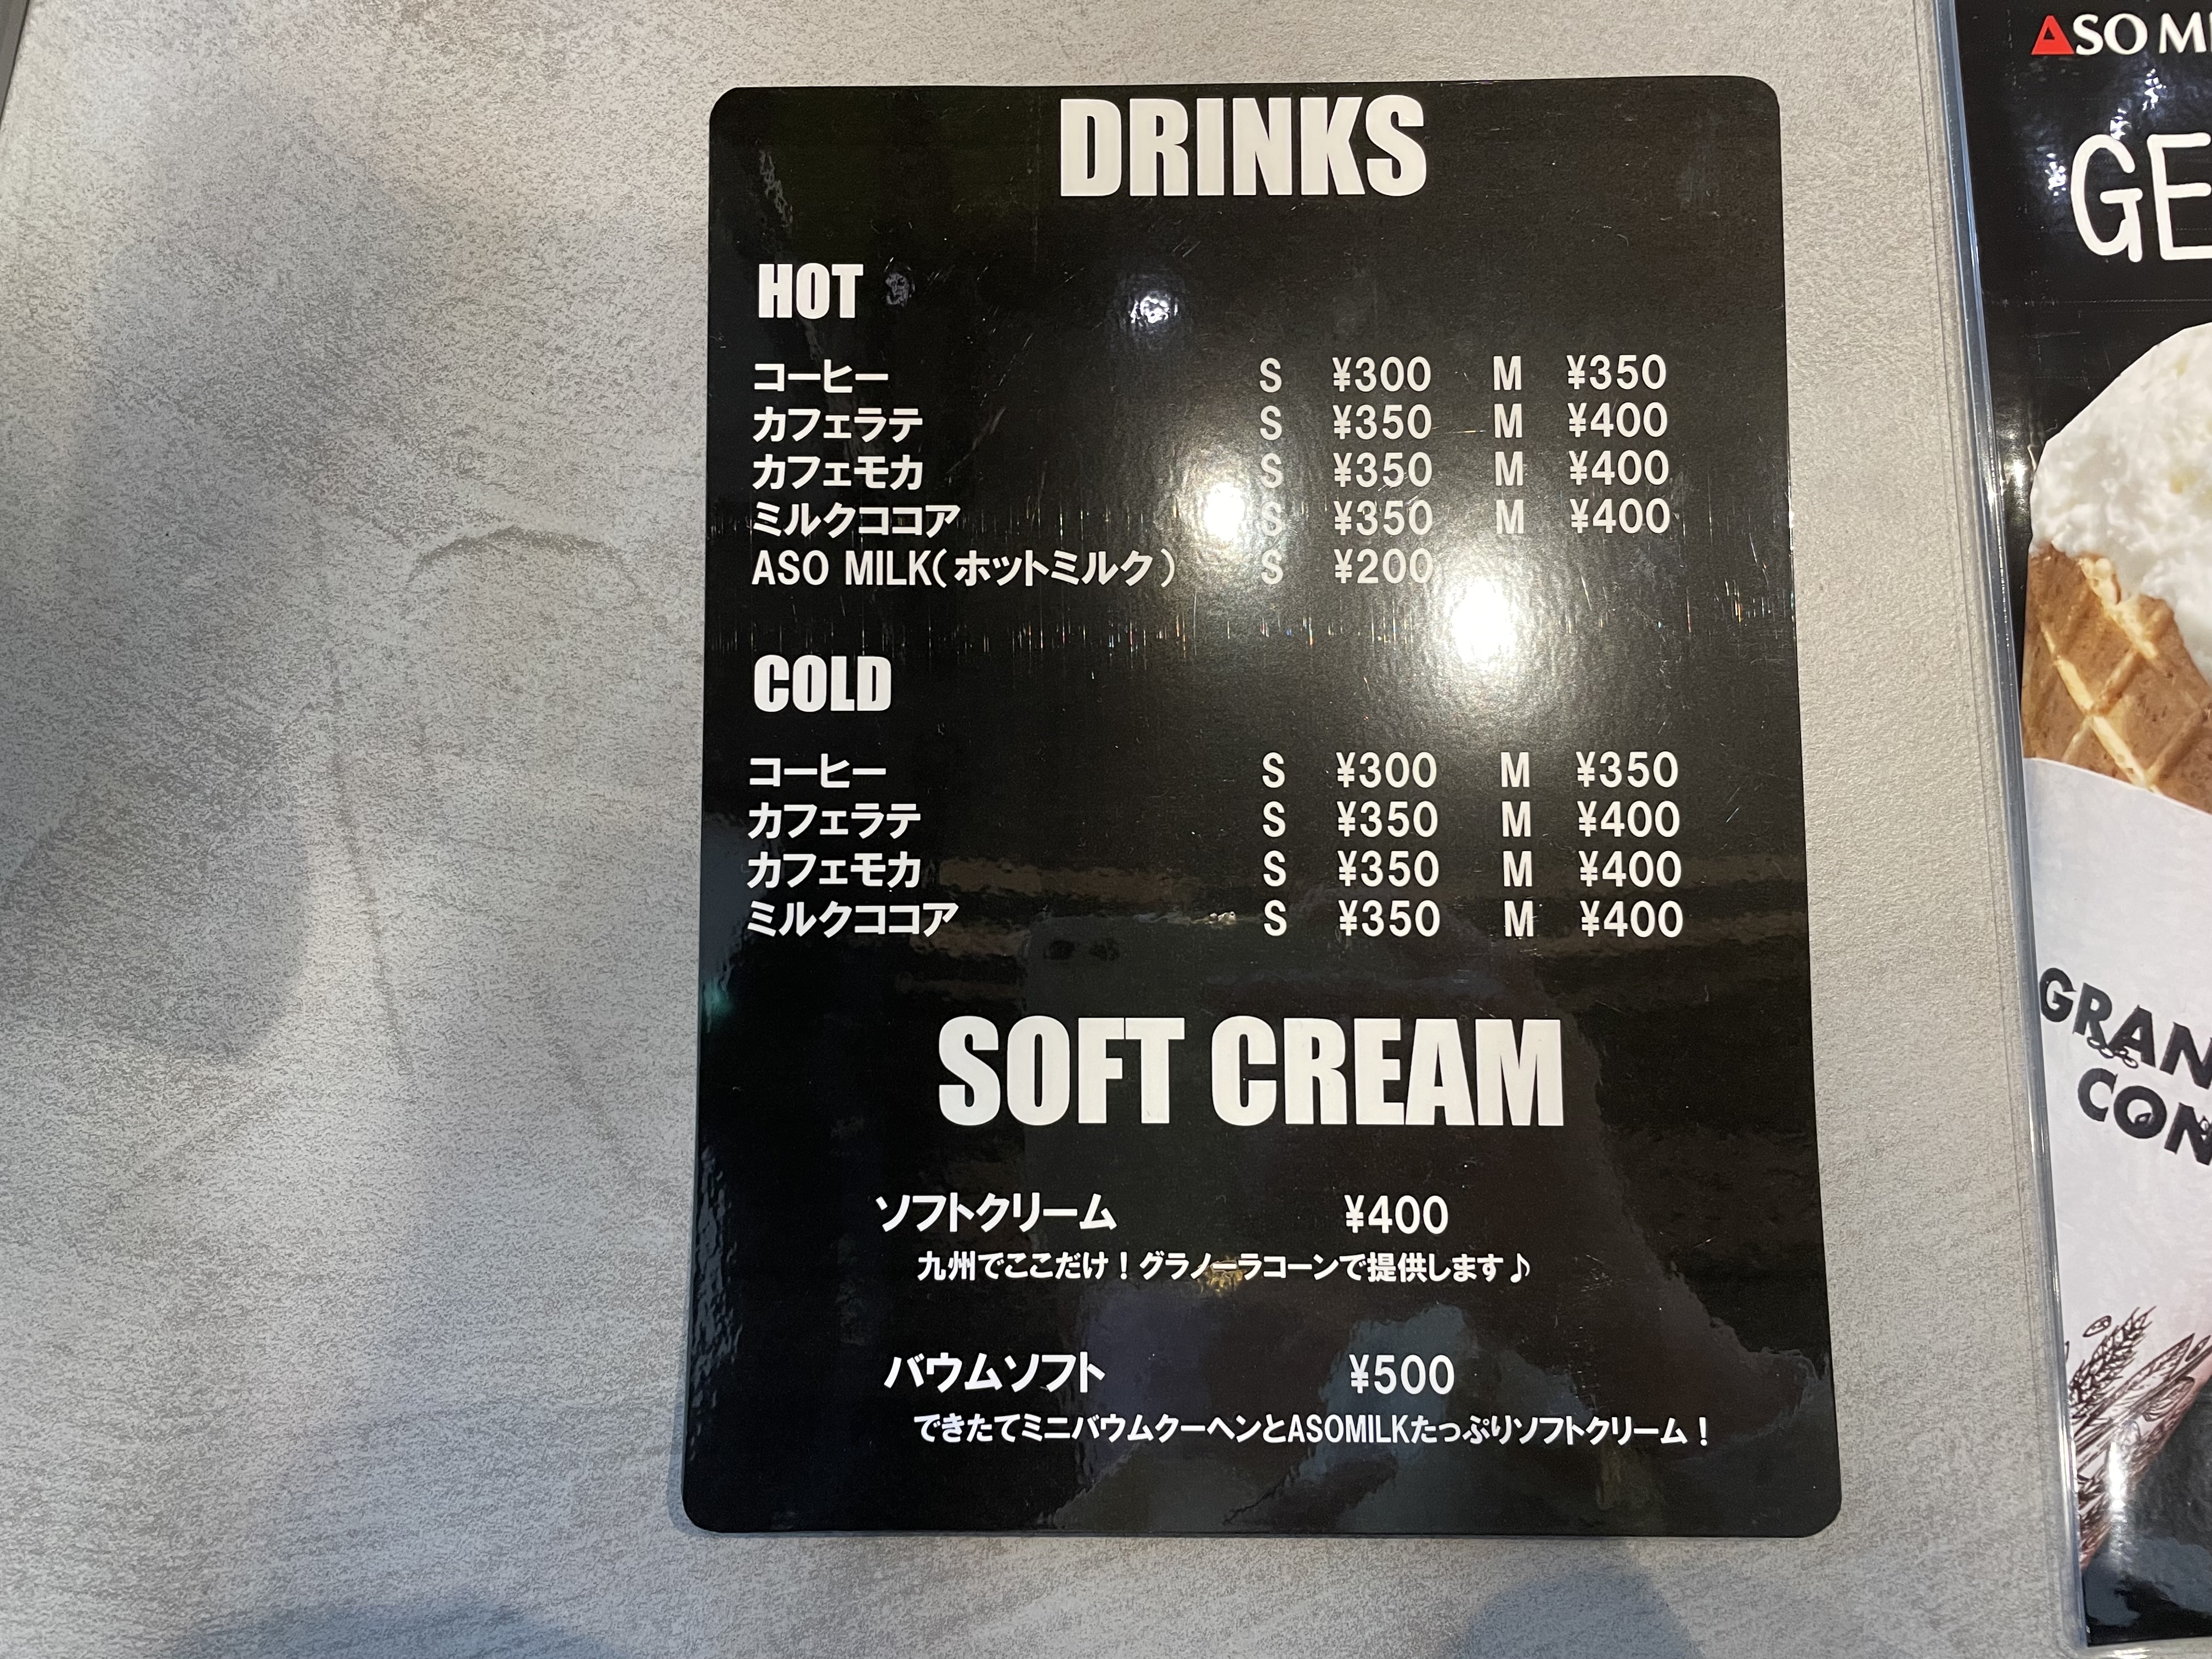 DRINKS
HOT
コーヒー S ¥300 M ¥350
カフェラテ S ¥350 M ¥400
カフェモカ S ¥350 M ¥400
ミルクココア S ¥350 M ¥400
ASO MILK(ホットミルク) S ¥200
COLD
コーヒー S ¥300 M ¥350
カフェラテ S ¥350 M ¥400
カフェモカ S ¥350 M ¥400
ミルクココア S ¥350 M ¥400
SOFT CREAM
ソフトクリーム ¥400
九州でここだけ!グラノーラコーンで提供します♪
バウムソフト ¥500
できたてミニバウムクーヘンとASOMILKたっぷりソフトクリーム!
ASO